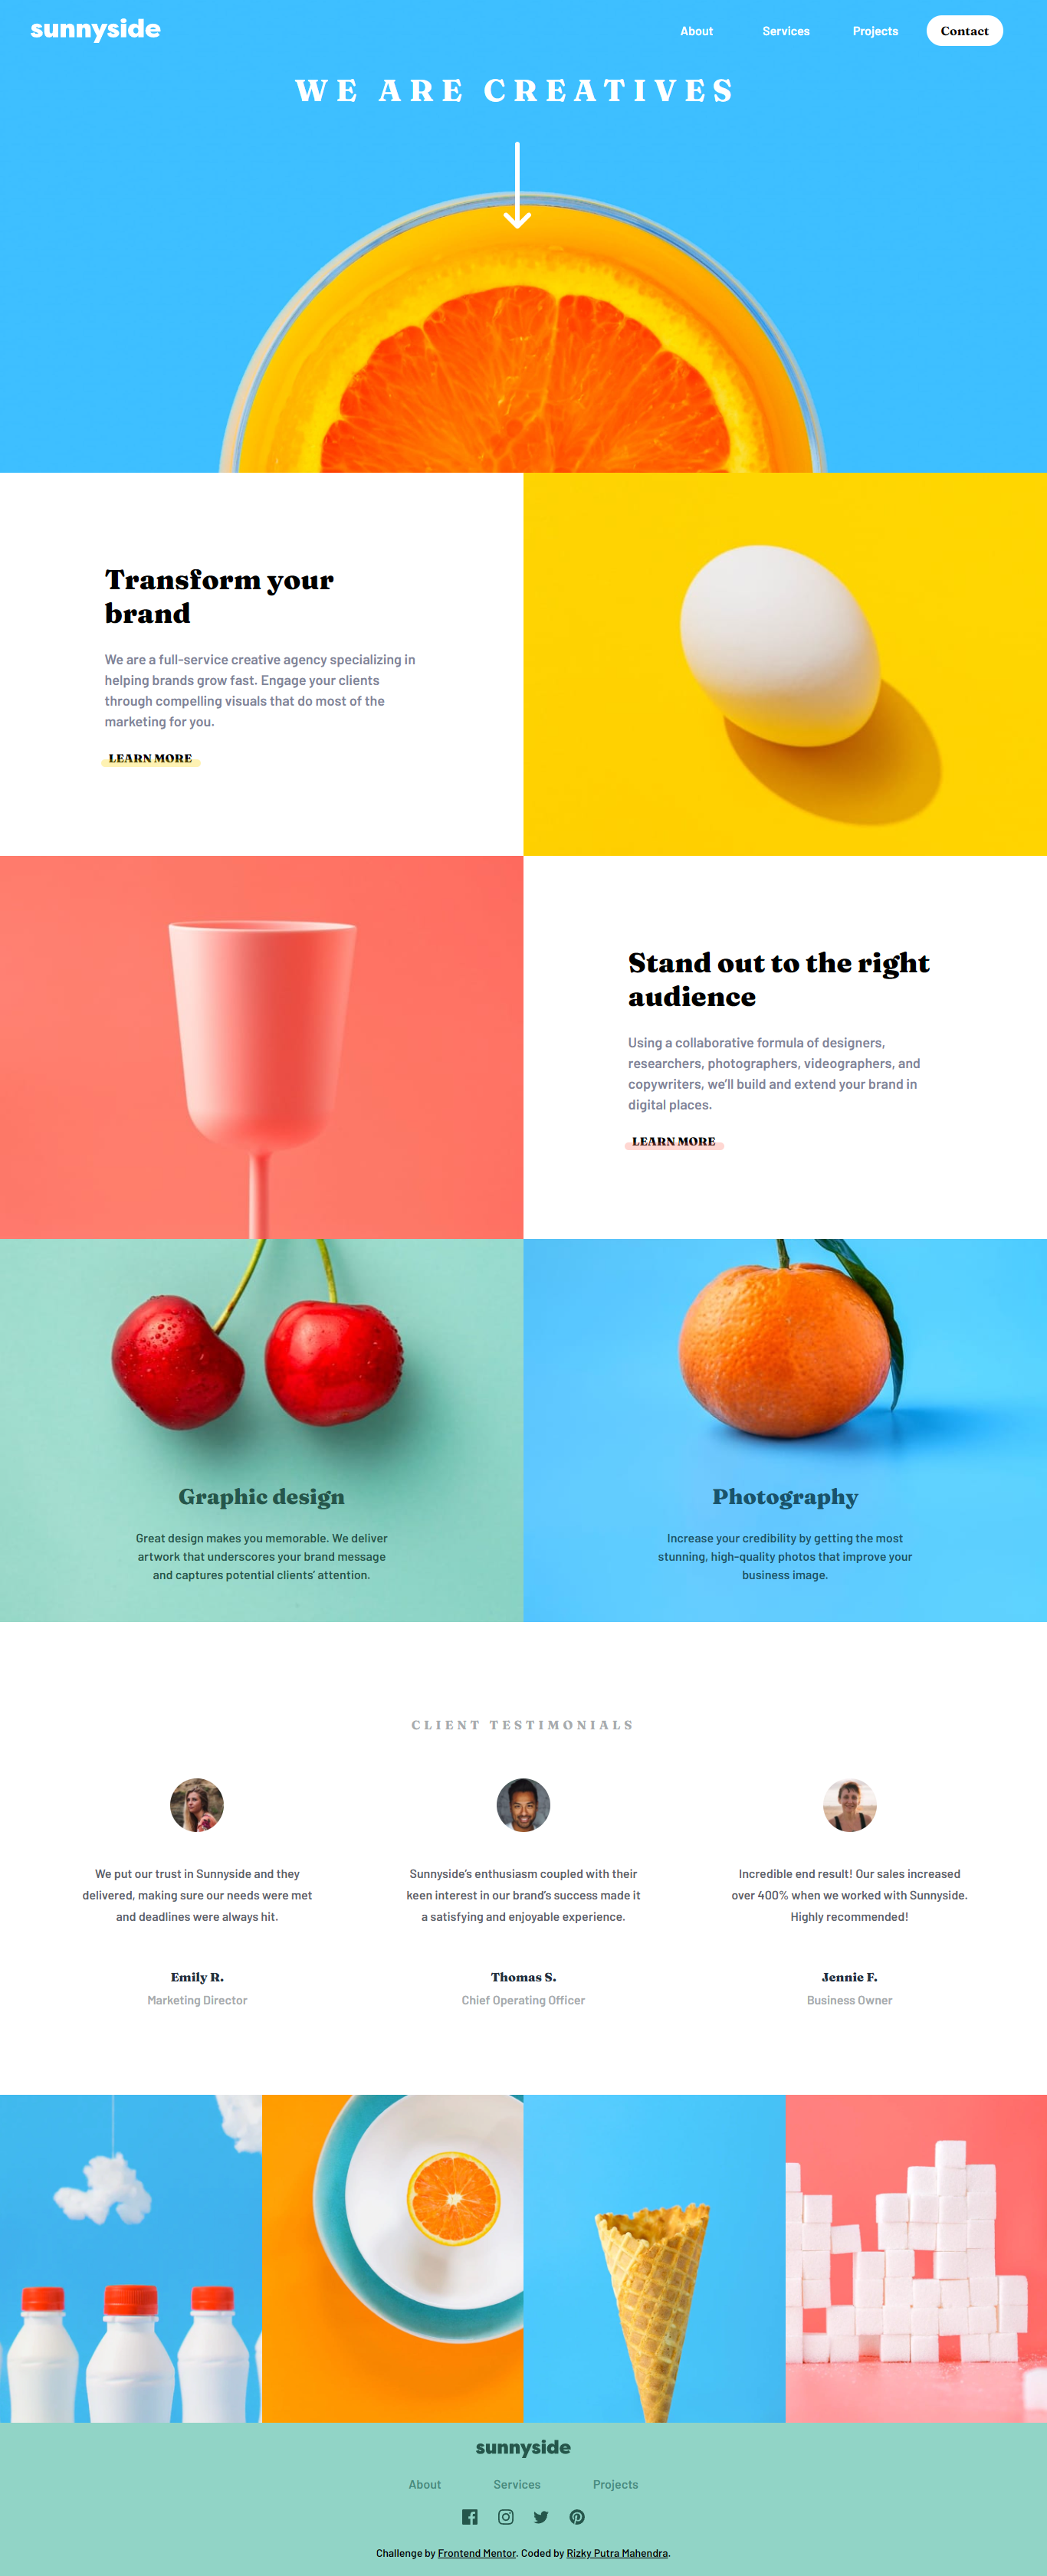 sunnyside
About Services Projects Contact
WE ARE CREATIVES
Transform your
brand
We are a full-service creative agency specializing in
helping brands grow fast. Engage your clients
through compelling visuals that do most of the
marketing for you.
LEARN MORE
Stand out to the right
audience
Using a collaborative formula of designers,
researchers, photographers, videographers, and
copywriters, we’ll build and extend your brand in
digital places.
LEARN MORE
Graphic design
Great design makes you memorable. We deliver
artwork that underscores your brand message
and captures potential clients’ attention.
Photography
Increase your credibility by getting the most
stunning, high-quality photos that improve your
business image.
CLIENT TESTIMONIALS
We put our trust in Sunnyside and they
delivered, making sure our needs were met
and deadlines were always hit.
Emily R.
Marketing Director
Sunnyside’s enthusiasm coupled with their
keen interest in our brand’s success made it
a satisfying and enjoyable experience.
Thomas S.
Chief Operating Officer
Incredible end result! Our sales increased
over 400% when we worked with Sunnyside.
Highly recommended!
Jennie F.
Business Owner
sunnyside
About Services Projects
Challenge by Frontend Mentor. Coded by Rizky Putra Mahendra.